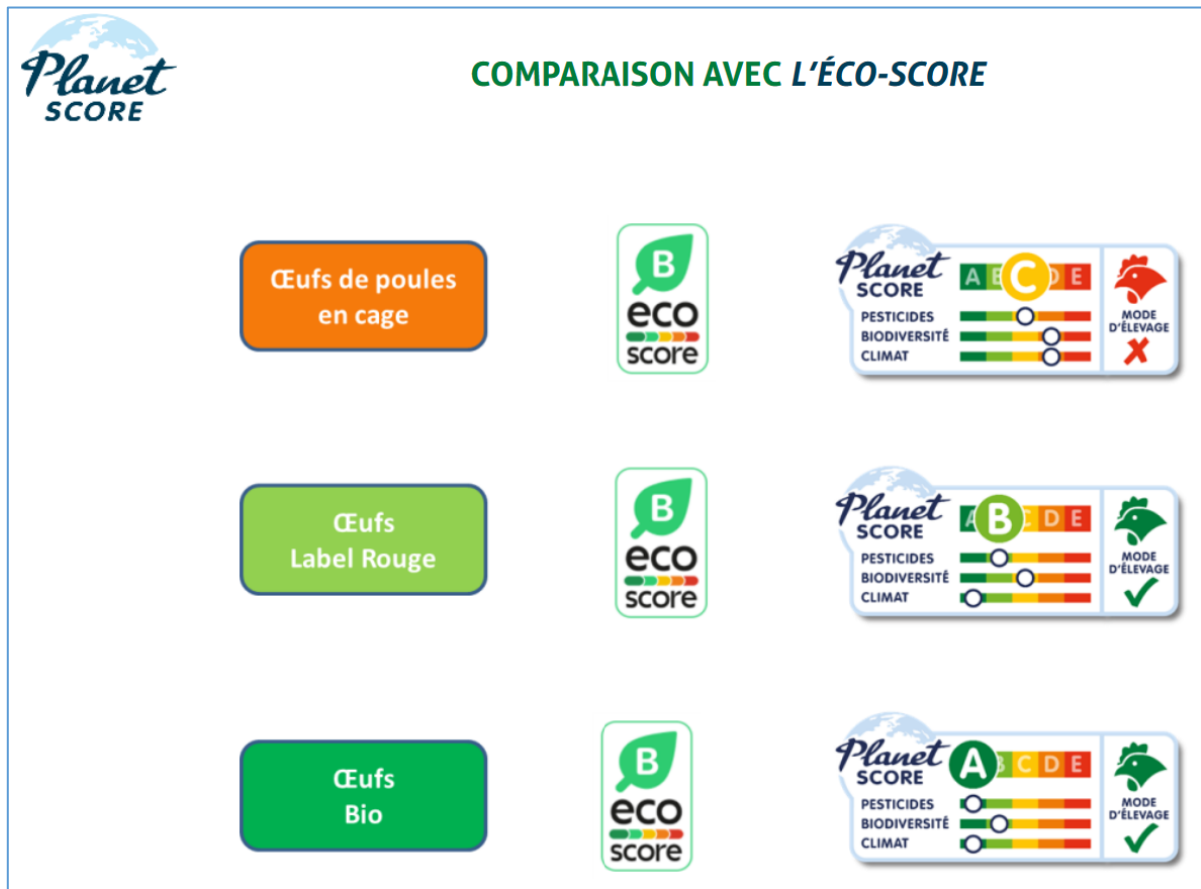 Planet
SCORE
COMPARAISON AVEC L'ÉCO-SCORE
Œufs de poules
en cage
B
eco
score
Planet
SCORE
A B C D E
PESTICIDES
BIODIVERSITÉ
CLIMAT
MODE
D'ÉLEVAGE
Œufs
Label Rouge
B
eco
score
Planet
SCORE
A B C D E
PESTICIDES
BIODIVERSITÉ
CLIMAT
MODE
D'ÉLEVAGE
Œufs
Bio
B
eco
score
Planet
SCORE
A B C D E
PESTICIDES
BIODIVERSITÉ
CLIMAT
MODE
D'ÉLEVAGE